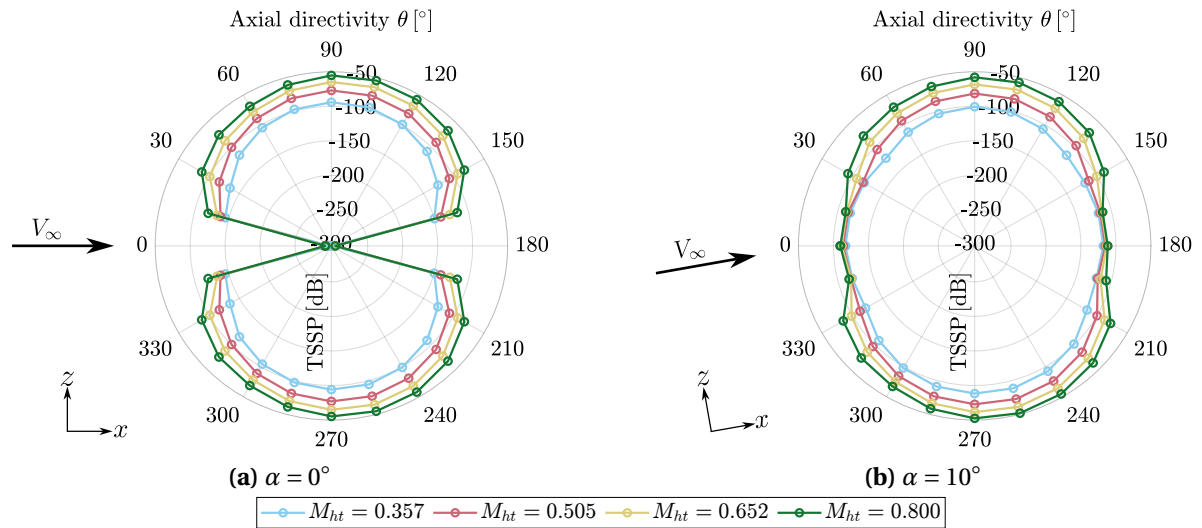 Axial directivity θ [°]
90
60
120
30
150
0
180
330
210
300
240
270
-50
-100
-150
-200
-250
-300
TSSP [dB]
V∞
z
x
(a) α = 0°
Axial directivity θ [°]
90
60
120
30
150
0
180
330
210
300
240
270
-50
-100
-150
-200
-250
-300
TSSP [dB]
V∞
z
x
(b) α = 10°
M_ht = 0.357 M_ht = 0.505 M_ht = 0.652 M_ht = 0.800